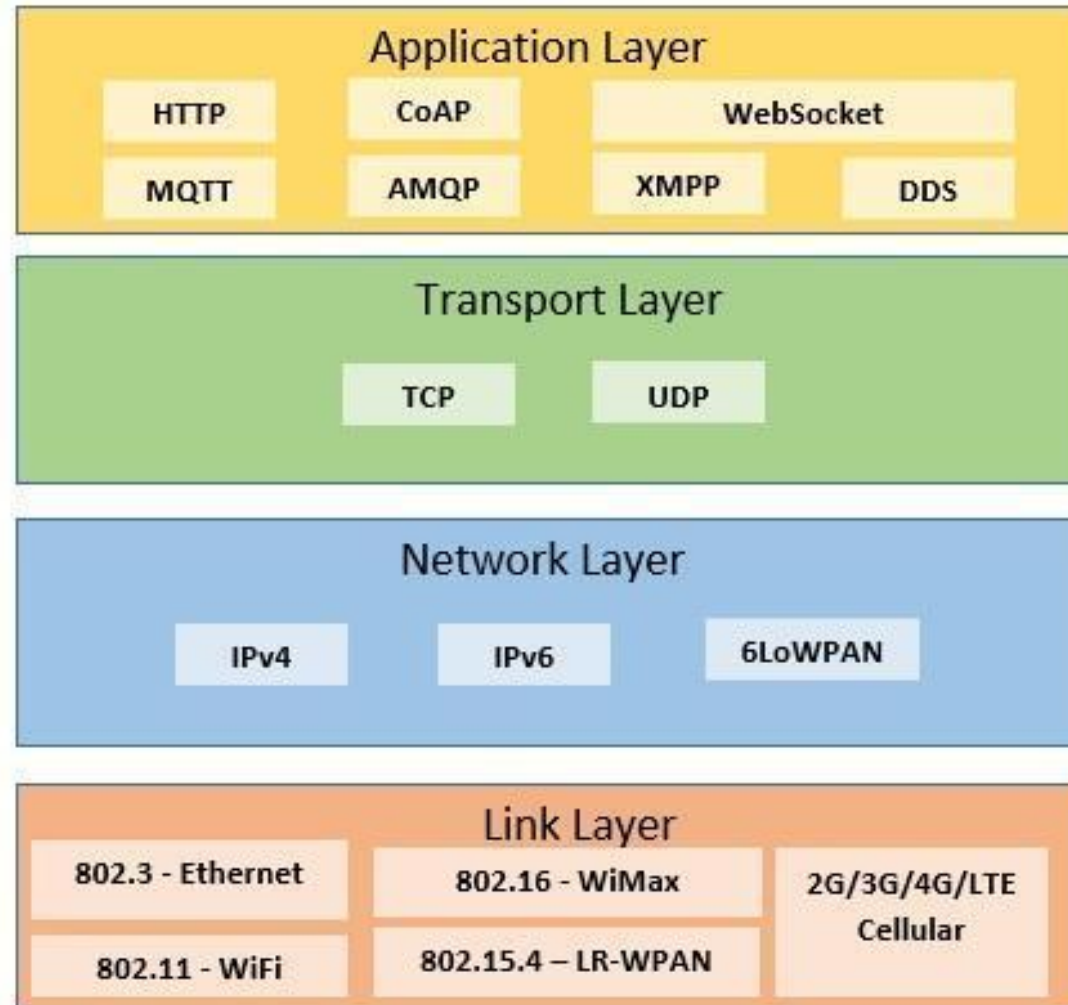 Application Layer
HTTP
CoAP
WebSocket
MQTT
AMQP
XMPP
DDS
Transport Layer
TCP
UDP
Network Layer
IPv4
IPv6
6LoWPAN
Link Layer
802.3 - Ethernet
802.16 - WiMax
2G/3G/4G/LTE
Cellular
802.11 - WiFi
802.15.4 – LR-WPAN